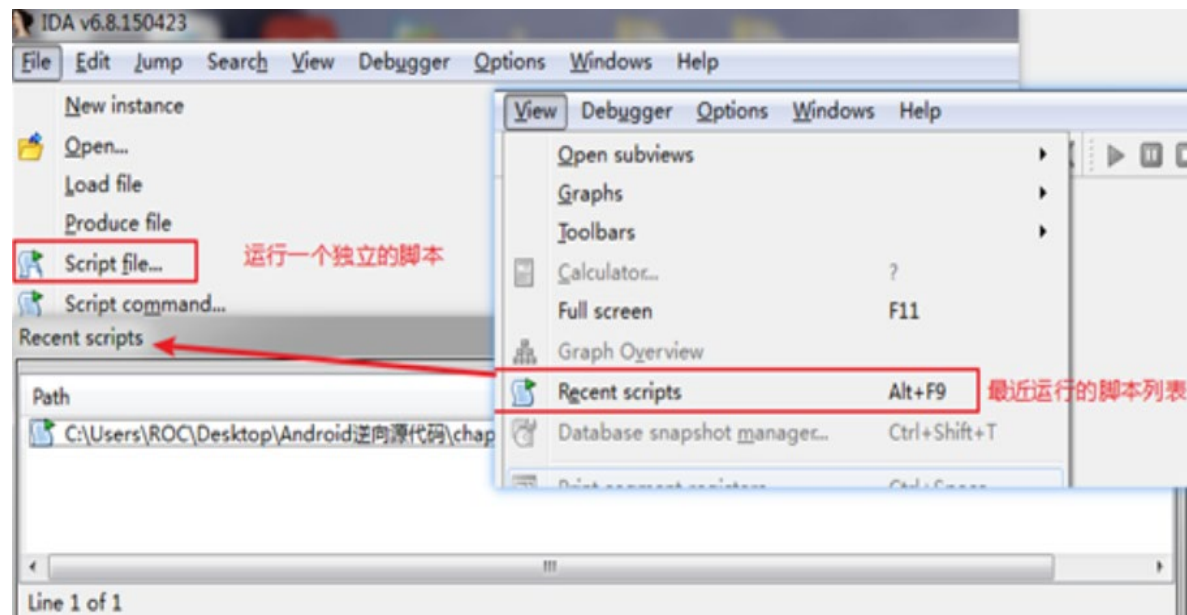 IDA v6.8.150423
File Edit Jump Search View Debugger Options Windows Help
New instance
Open...
Load file
Produce file
Script file...
运行一个独立的脚本
Script command...
Recent scripts
Path
C:\Users\ROC\Desktop\Android逆向源代码\chap
Line 1 of 1
View Debugger Options Windows Help
Open subviews
Graphs
Toolbars
Calculator... ?
Full screen F11
Graph Overview
Recent scripts Alt+F9
最近运行的脚本列表
Database snapshot manager... Ctrl+Shift+T
Print segment registers